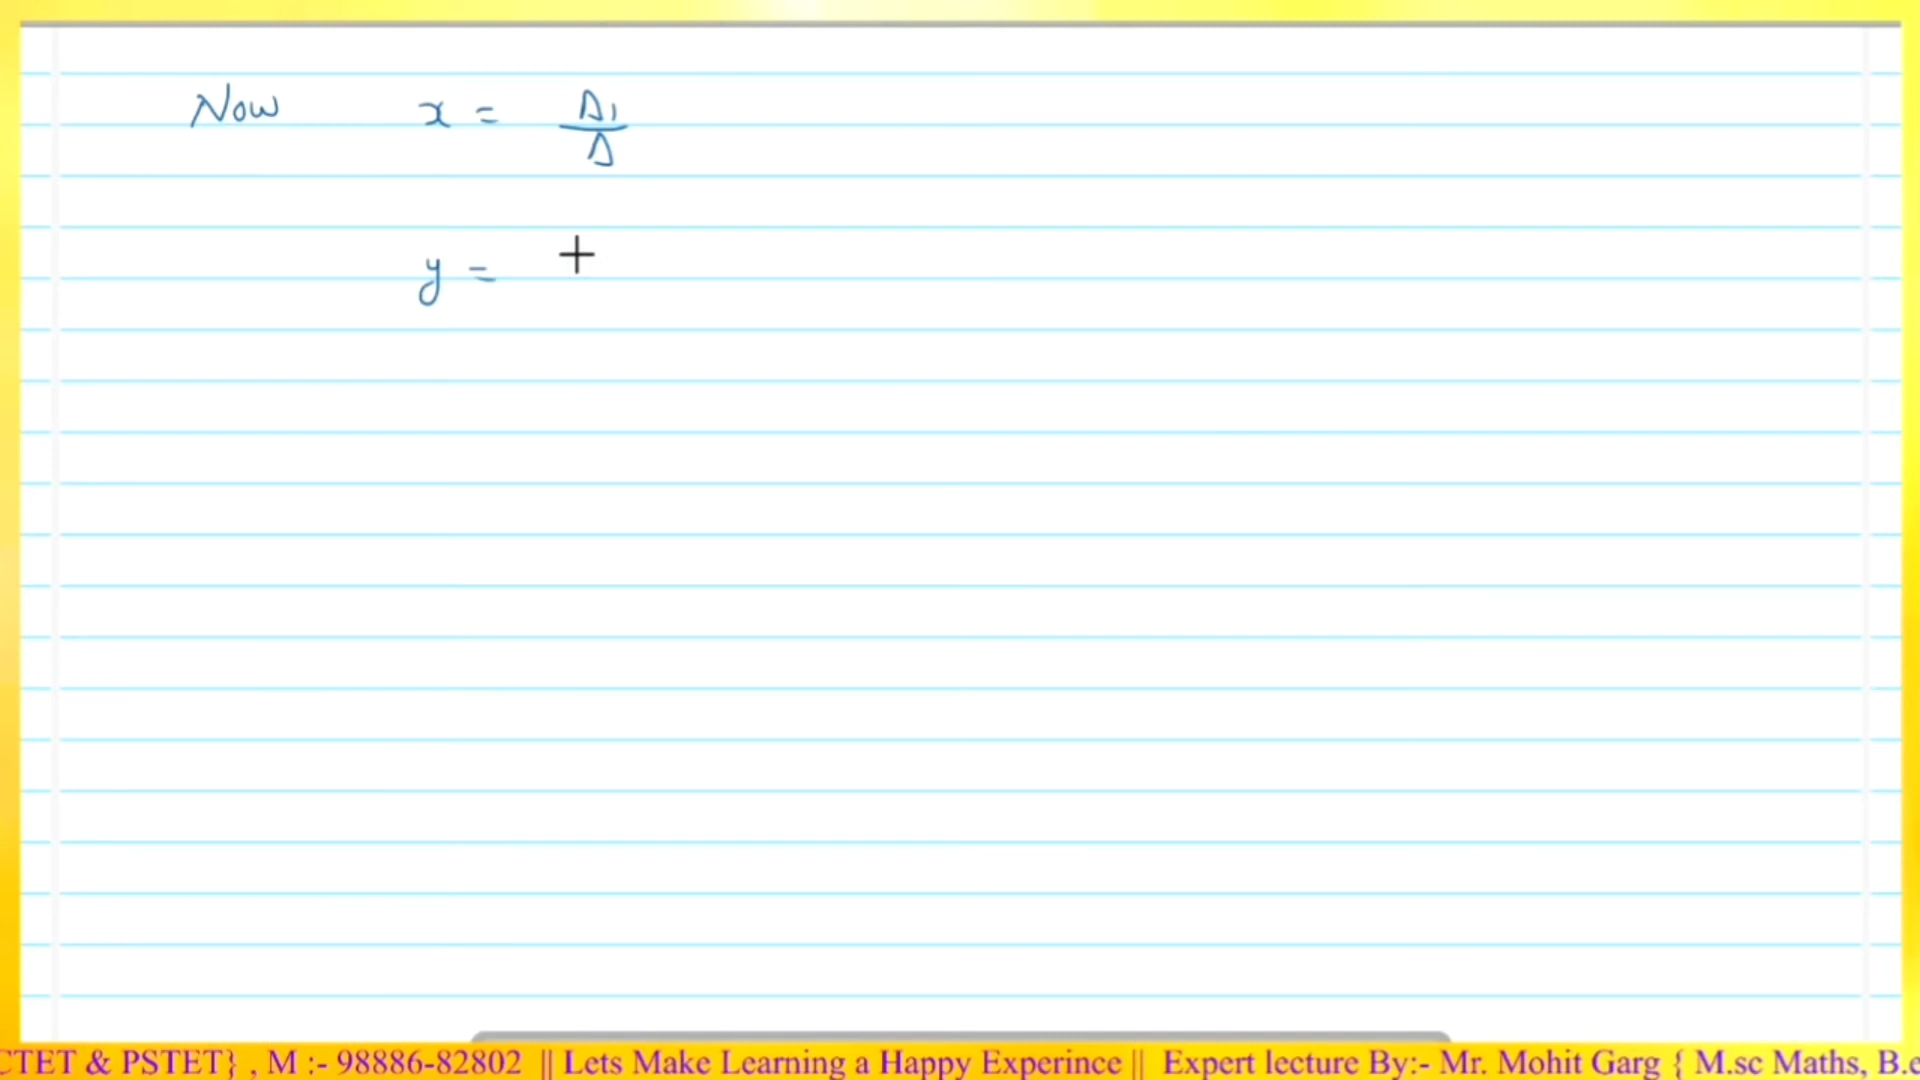 Now x = Δ1/Δ
y =
CTET & PSTET} , M :- 98886-82802 || Lets Make Learning a Happy Experince || Expert lecture By:- Mr. Mohit Garg { M.sc Maths, B.e